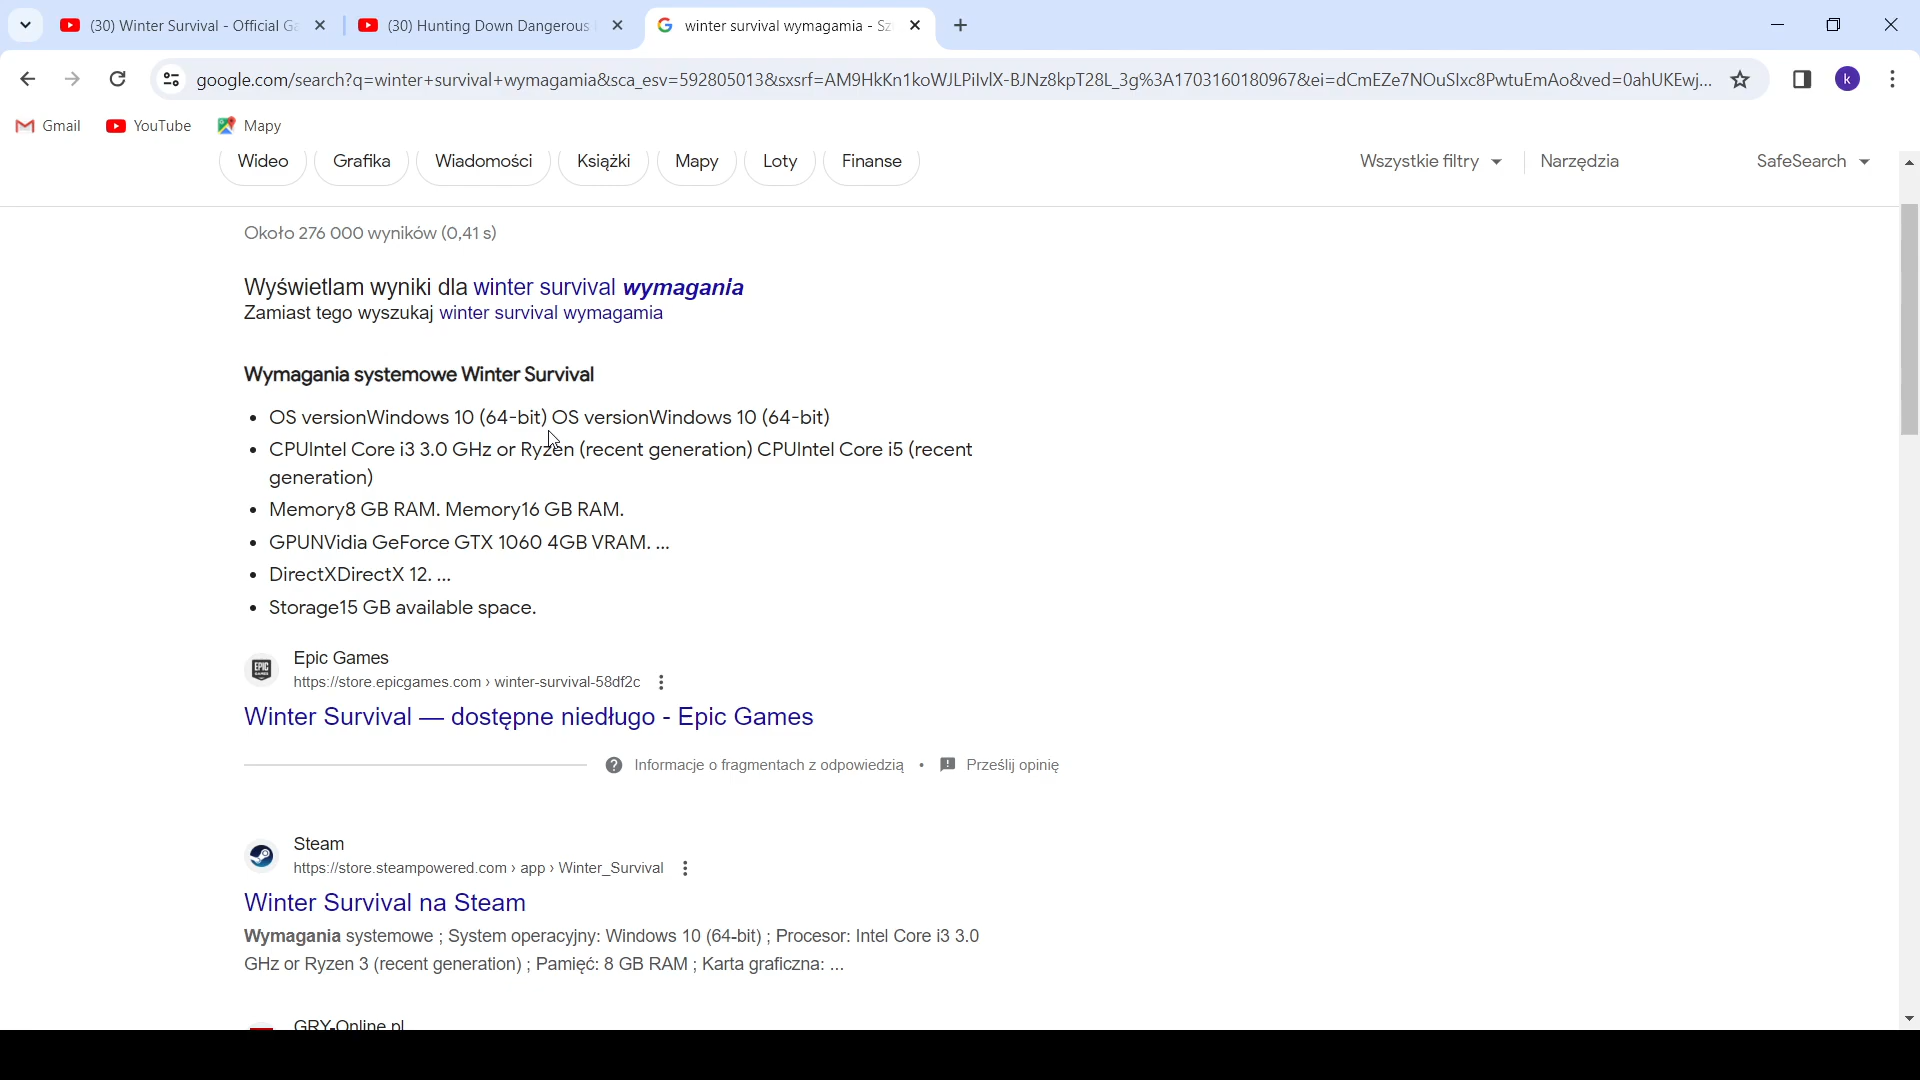 (30) Winter Survival - Official Ga
(30) Hunting Down Dangerous
winter survival wymagamia - Sz
google.com/search?q=winter+survival+wymagamia&sca_esv=592805013&sxsrf=AM9HkKn1koWJLPiIvlX-BJNz8kpT28L_3g%3A1703160180967&ei=dCmEZe7NOuSIxc8PwtuEmAo&ved=0ahUKEwj...
k
Gmail
YouTube
Mapy
Wideo
Grafika
Wiadomości
Książki
Mapy
Loty
Finanse
Wszystkie filtry
Narzędzia
SafeSearch
Około 276 000 wyników (0,41 s)
Wyświetlam wyniki dla winter survival wymagania
Zamiast tego wyszukaj winter survival wymagamia
Wymagania systemowe Winter Survival
• OS versionWindows 10 (64-bit) OS versionWindows 10 (64-bit)
• CPUIntel Core i3 3.0 GHz or Ryzen (recent generation) CPUIntel Core i5 (recent
generation)
• Memory8 GB RAM. Memory16 GB RAM.
• GPUNVidia GeForce GTX 1060 4GB VRAM. ...
• DirectXDirectX 12. ...
• Storage15 GB available space.
EPIC GAMES
Epic Games
https://store.epicgames.com › winter-survival-58df2c
Winter Survival — dostępne niedługo - Epic Games
Informacje o fragmentach z odpowiedzią • Prześlij opinię
Steam
https://store.steampowered.com › app › Winter_Survival
Winter Survival na Steam
Wymagania systemowe ; System operacyjny: Windows 10 (64-bit) ; Procesor: Intel Core i3 3.0
GHz or Ryzen 3 (recent generation) ; Pamięć: 8 GB RAM ; Karta graficzna: ...
GRY-Online.pl